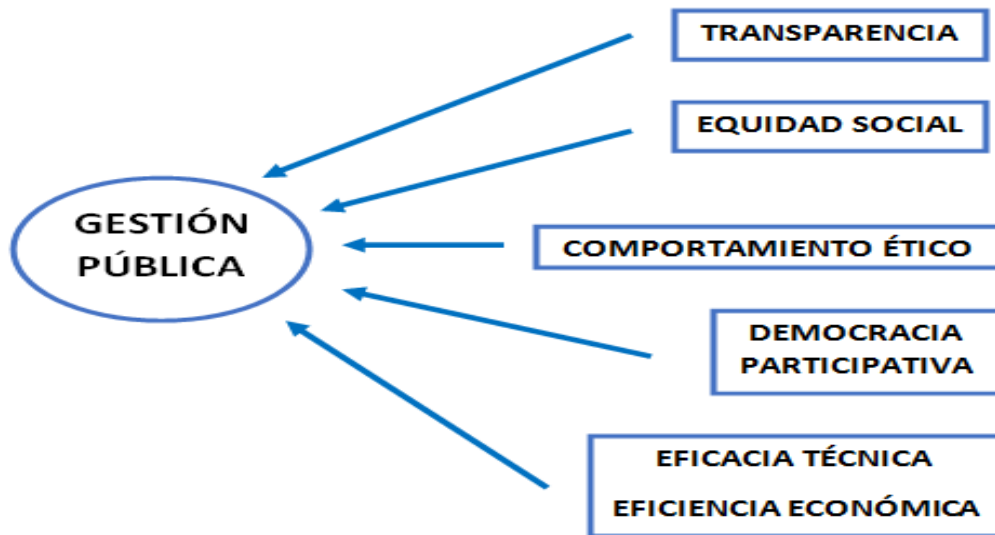 TRANSPARENCIA
EQUIDAD SOCIAL
GESTIÓN
PÚBLICA
COMPORTAMIENTO ÉTICO
DEMOCRACIA
PARTICIPATIVA
EFICACIA TÉCNICA
EFICIENCIA ECONÓMICA